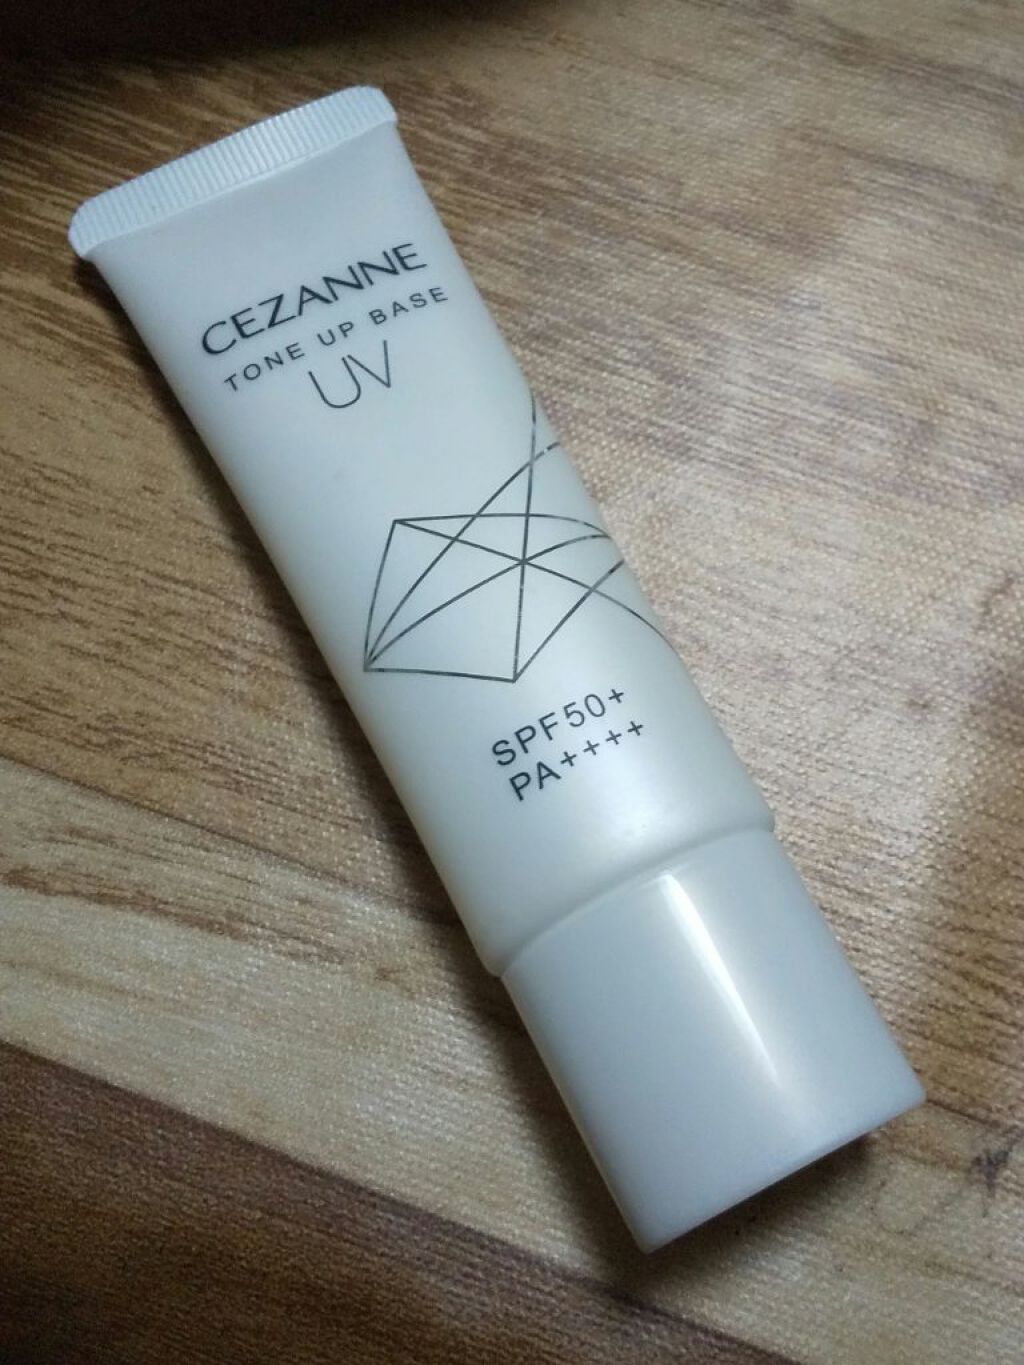 CEZANNE
TONE UP BASE
UV
SPF50+
PA++++